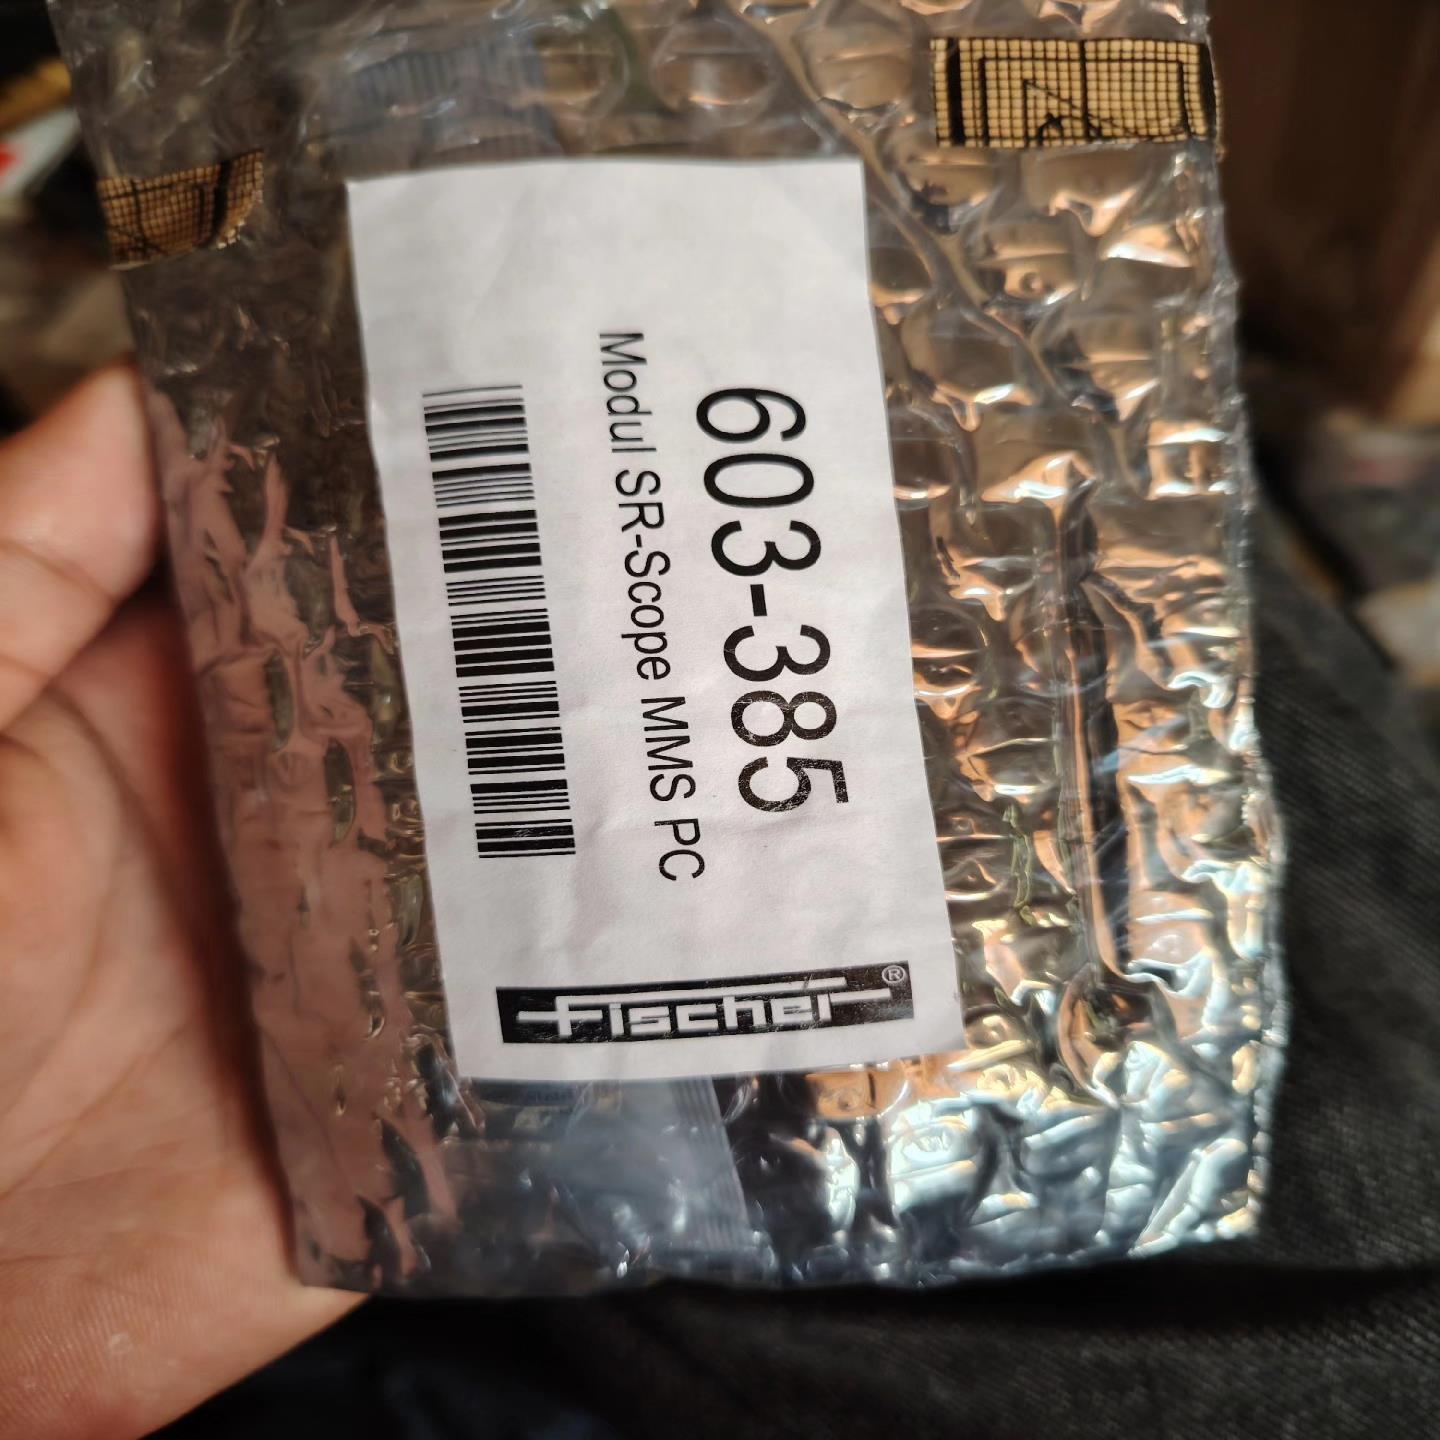 603-385
Modul SR-Scope MMS PC
Fischer®